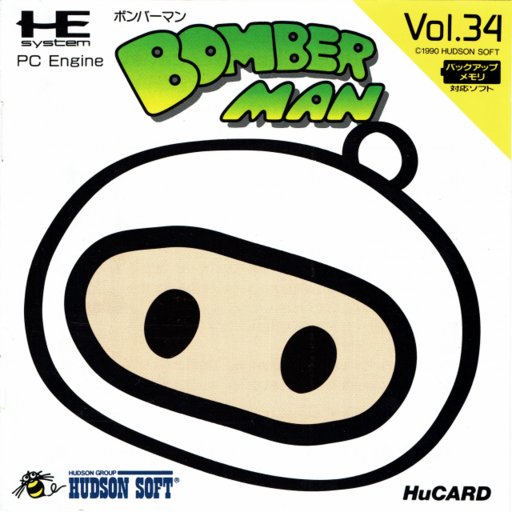 HE
system
PC Engine
ボンバーマン
BOMBER
MAN
Vol.34
©1990 HUDSON SOFT
バックアップ
メモリ
対応ソフト
HUDSON GROUP
HUDSON SOFT®
HuCARD